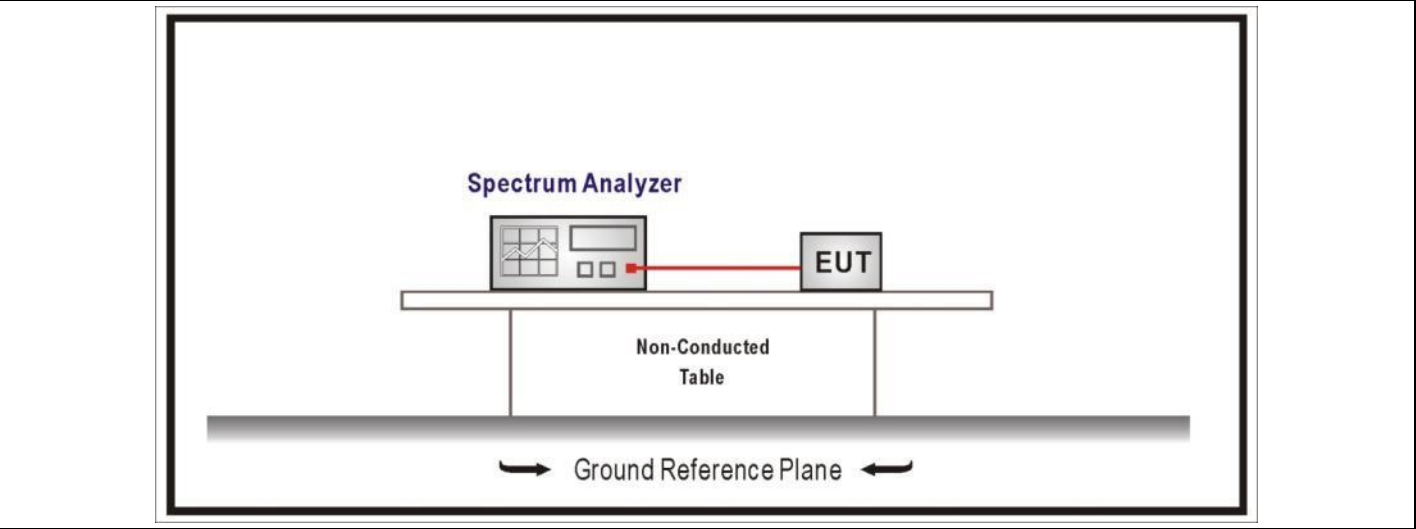 Spectrum Analyzer
EUT
Non-Conducted
Table
Ground Reference Plane